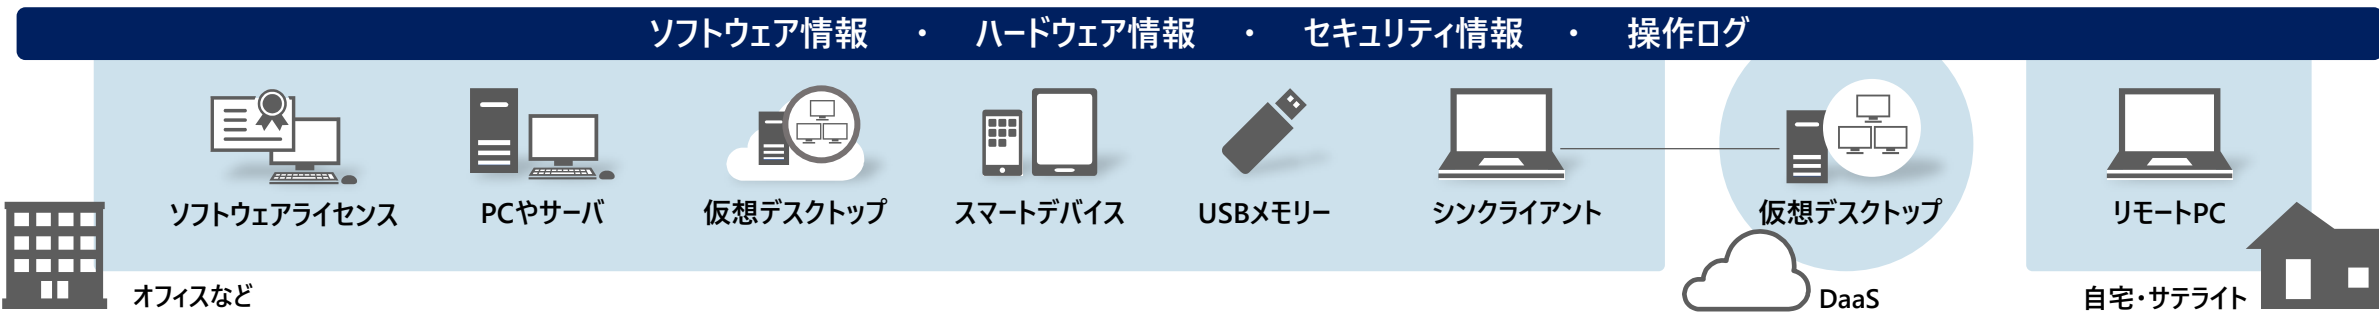 ソフトウェア情報 ・ ハードウェア情報 ・ セキュリティ情報 ・ 操作ログ
ソフトウェアライセンス
PCやサーバ
仮想デスクトップ
スマートデバイス
USBメモリー
シンクライアント
仮想デスクトップ
リモートPC
オフィスなど
DaaS
自宅・サテライト